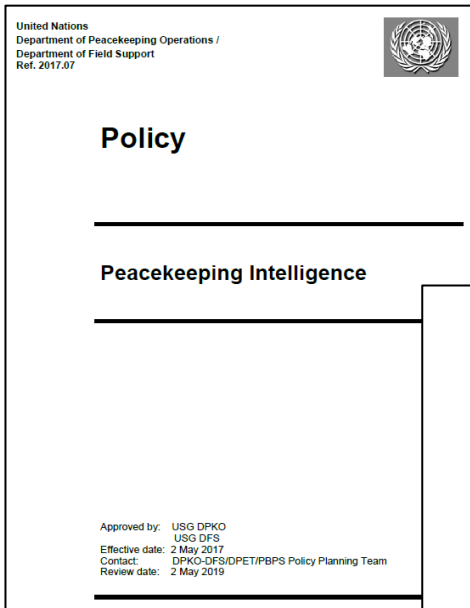 United Nations
Department of Peacekeeping Operations /
Department of Field Support
Ref. 2017.07
Policy
Peacekeeping Intelligence
Approved by: USG DPKO
USG DFS
Effective date: 2 May 2017
Contact: DPKO-DFS/DPET/PBPS Policy Planning Team
Review date: 2 May 2019